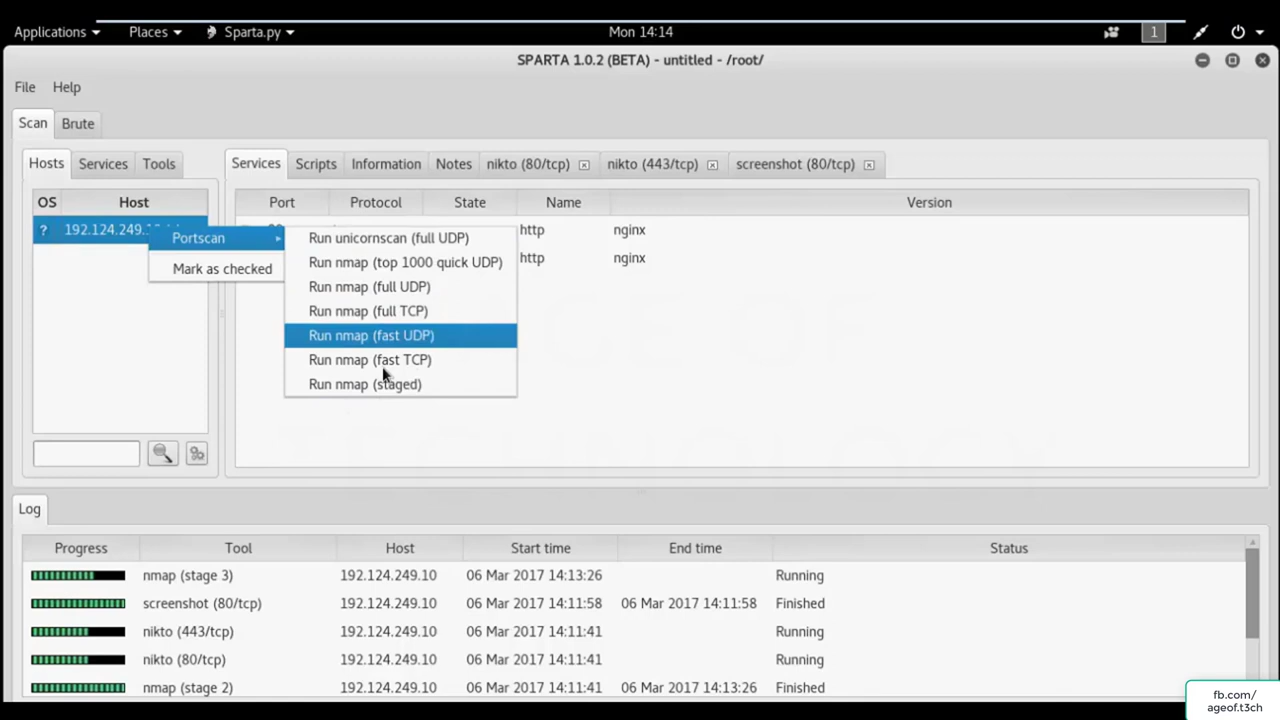 Applications Places Sparta.py Mon 14:14 1
SPARTA 1.0.2 (BETA) - untitled - /root/
File Help
Scan Brute
Hosts Services Tools
Services Scripts Information Notes nikto (80/tcp) nikto (443/tcp) screenshot (80/tcp)
OS Host
Port Protocol State Name Version
? 192.124.249.
http nginx
http nginx
Portscan
Mark as checked
Run unicornscan (full UDP)
Run nmap (top 1000 quick UDP)
Run nmap (full UDP)
Run nmap (full TCP)
Run nmap (fast UDP)
Run nmap (fast TCP)
Run nmap (staged)
Log
Progress Tool Host Start time End time Status
nmap (stage 3) 192.124.249.10 06 Mar 2017 14:13:26 Running
screenshot (80/tcp) 192.124.249.10 06 Mar 2017 14:11:58 06 Mar 2017 14:11:58 Finished
nikto (443/tcp) 192.124.249.10 06 Mar 2017 14:11:41 Running
nikto (80/tcp) 192.124.249.10 06 Mar 2017 14:11:41 Running
nmap (stage 2) 192.124.249.10 06 Mar 2017 14:11:41 06 Mar 2017 14:13:26 Finished
fb.com/
ageof.t3ch